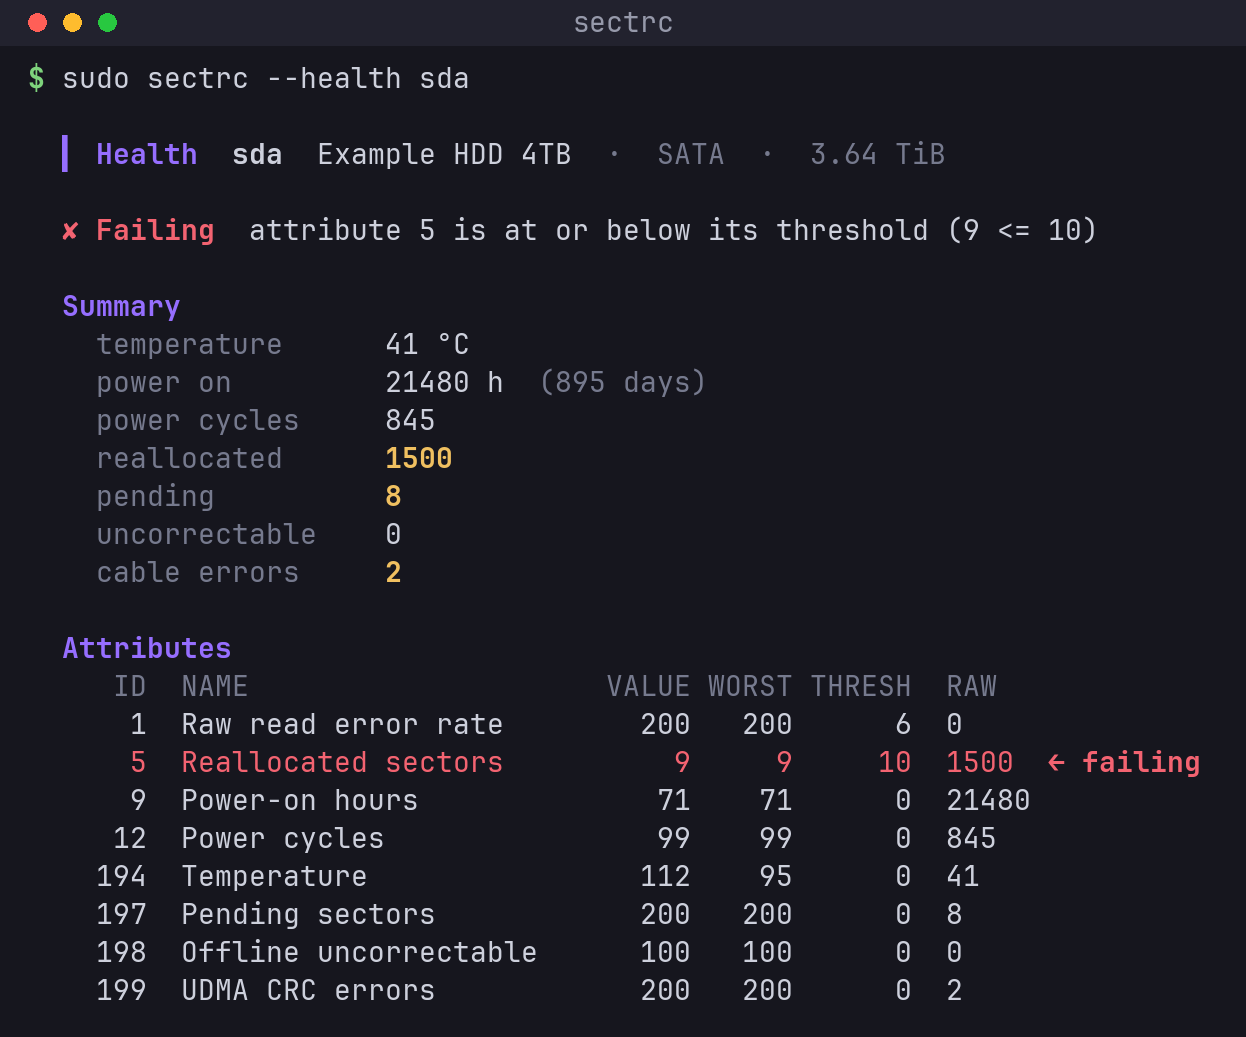 sectrc
$ sudo sectrc --health sda
Health sda Example HDD 4TB · SATA · 3.64 TiB
✘ Failing attribute 5 is at or below its threshold (9 <= 10)
Summary
temperature 41 °C
power on 21480 h (895 days)
power cycles 845
reallocated 1500
pending 8
uncorrectable 0
cable errors 2
Attributes
ID NAME VALUE WORST THRESH RAW
1 Raw read error rate 200 200 6 0
5 Reallocated sectors 9 9 10 1500 ← failing
9 Power-on hours 71 71 0 21480
12 Power cycles 99 99 0 845
194 Temperature 112 95 0 41
197 Pending sectors 200 200 0 8
198 Offline uncorrectable 100 100 0 0
199 UDMA CRC errors 200 200 0 2